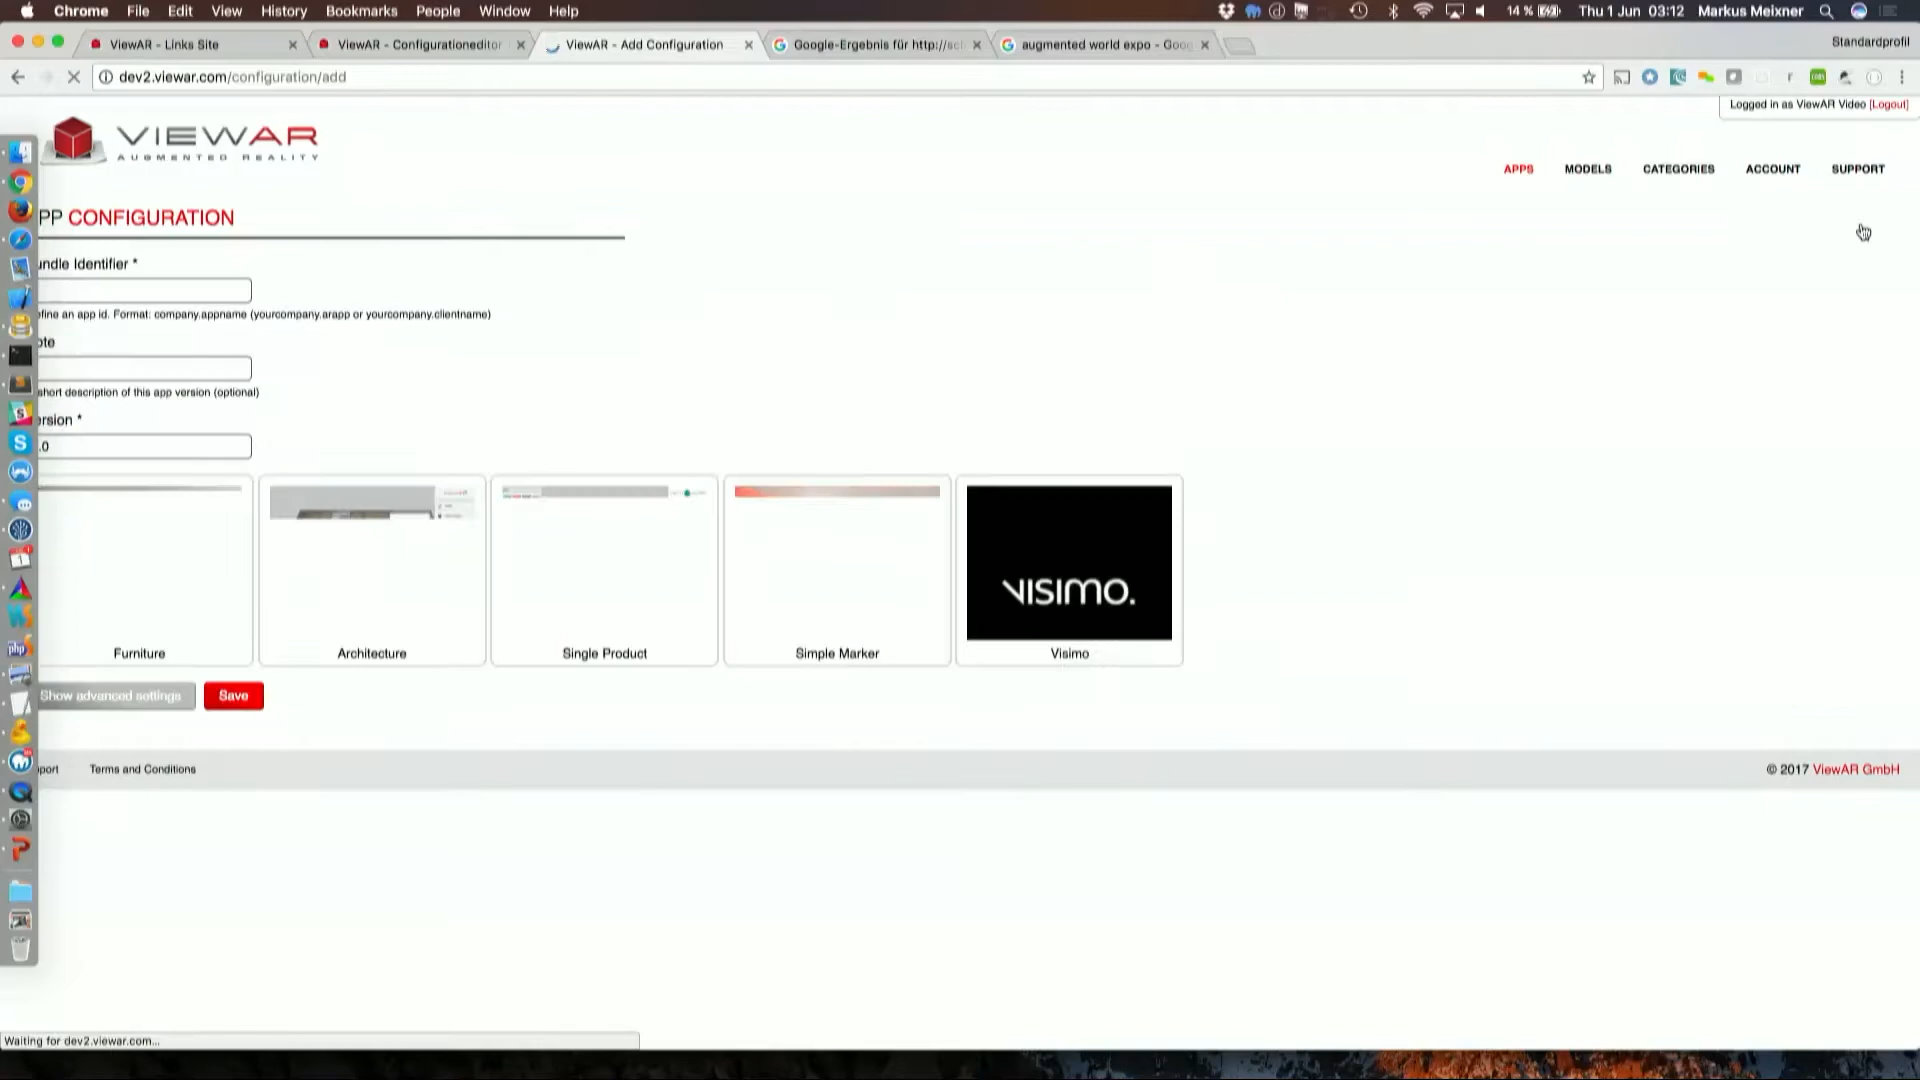 Chrome File Edit View History Bookmarks People Window Help
14 % Thu 1 Jun 03:12 Markus Meixner
ViewAR - Links Site
ViewAR - Configurationeditor
ViewAR - Add Configuration
Google-Ergebnis für http://sc
augmented world expo - Goog
Standardprofil
dev2.viewar.com/configuration/add
Logged in as ViewAR Video [Logout]
VIEWAR
AUGMENTED REALITY
APPS MODELS CATEGORIES ACCOUNT SUPPORT
PP CONFIGURATION
undle Identifier *
efine an app id. Format: company.appname (yourcompany.arapp or yourcompany.clientname)
ote
short description of this app version (optional)
ersion *
.0
VISIMO.
Furniture
Architecture
Single Product
Simple Marker
Visimo
Show advanced settings
Save
pport Terms and Conditions
© 2017 ViewAR GmbH
Waiting for dev2.viewar.com...